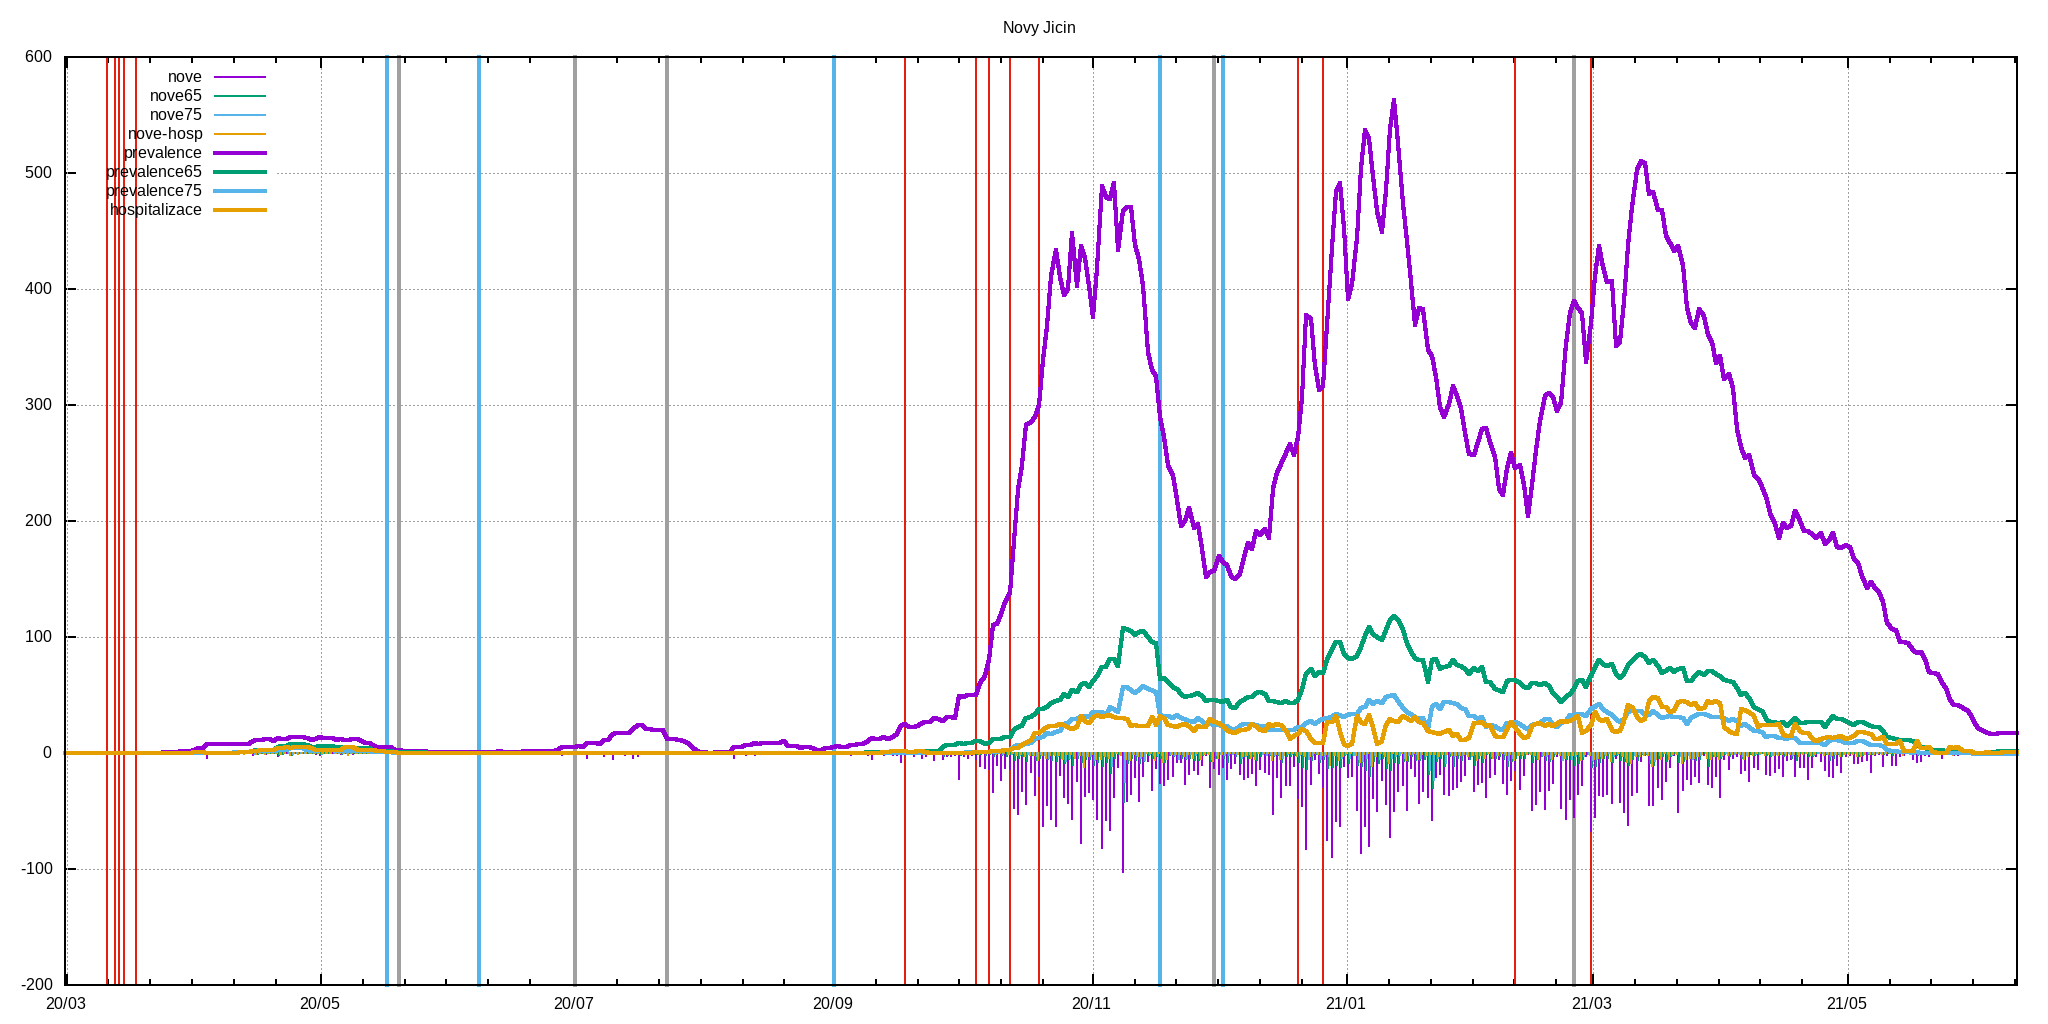 Novy Jicin
600
500
400
300
200
100
0
-100
-200
nove
nove65
nove75
nove-hosp
prevalence
prevalence65
prevalence75
hospitalizace
20/03 20/05 20/07 20/09 20/11 21/01 21/03 21/05